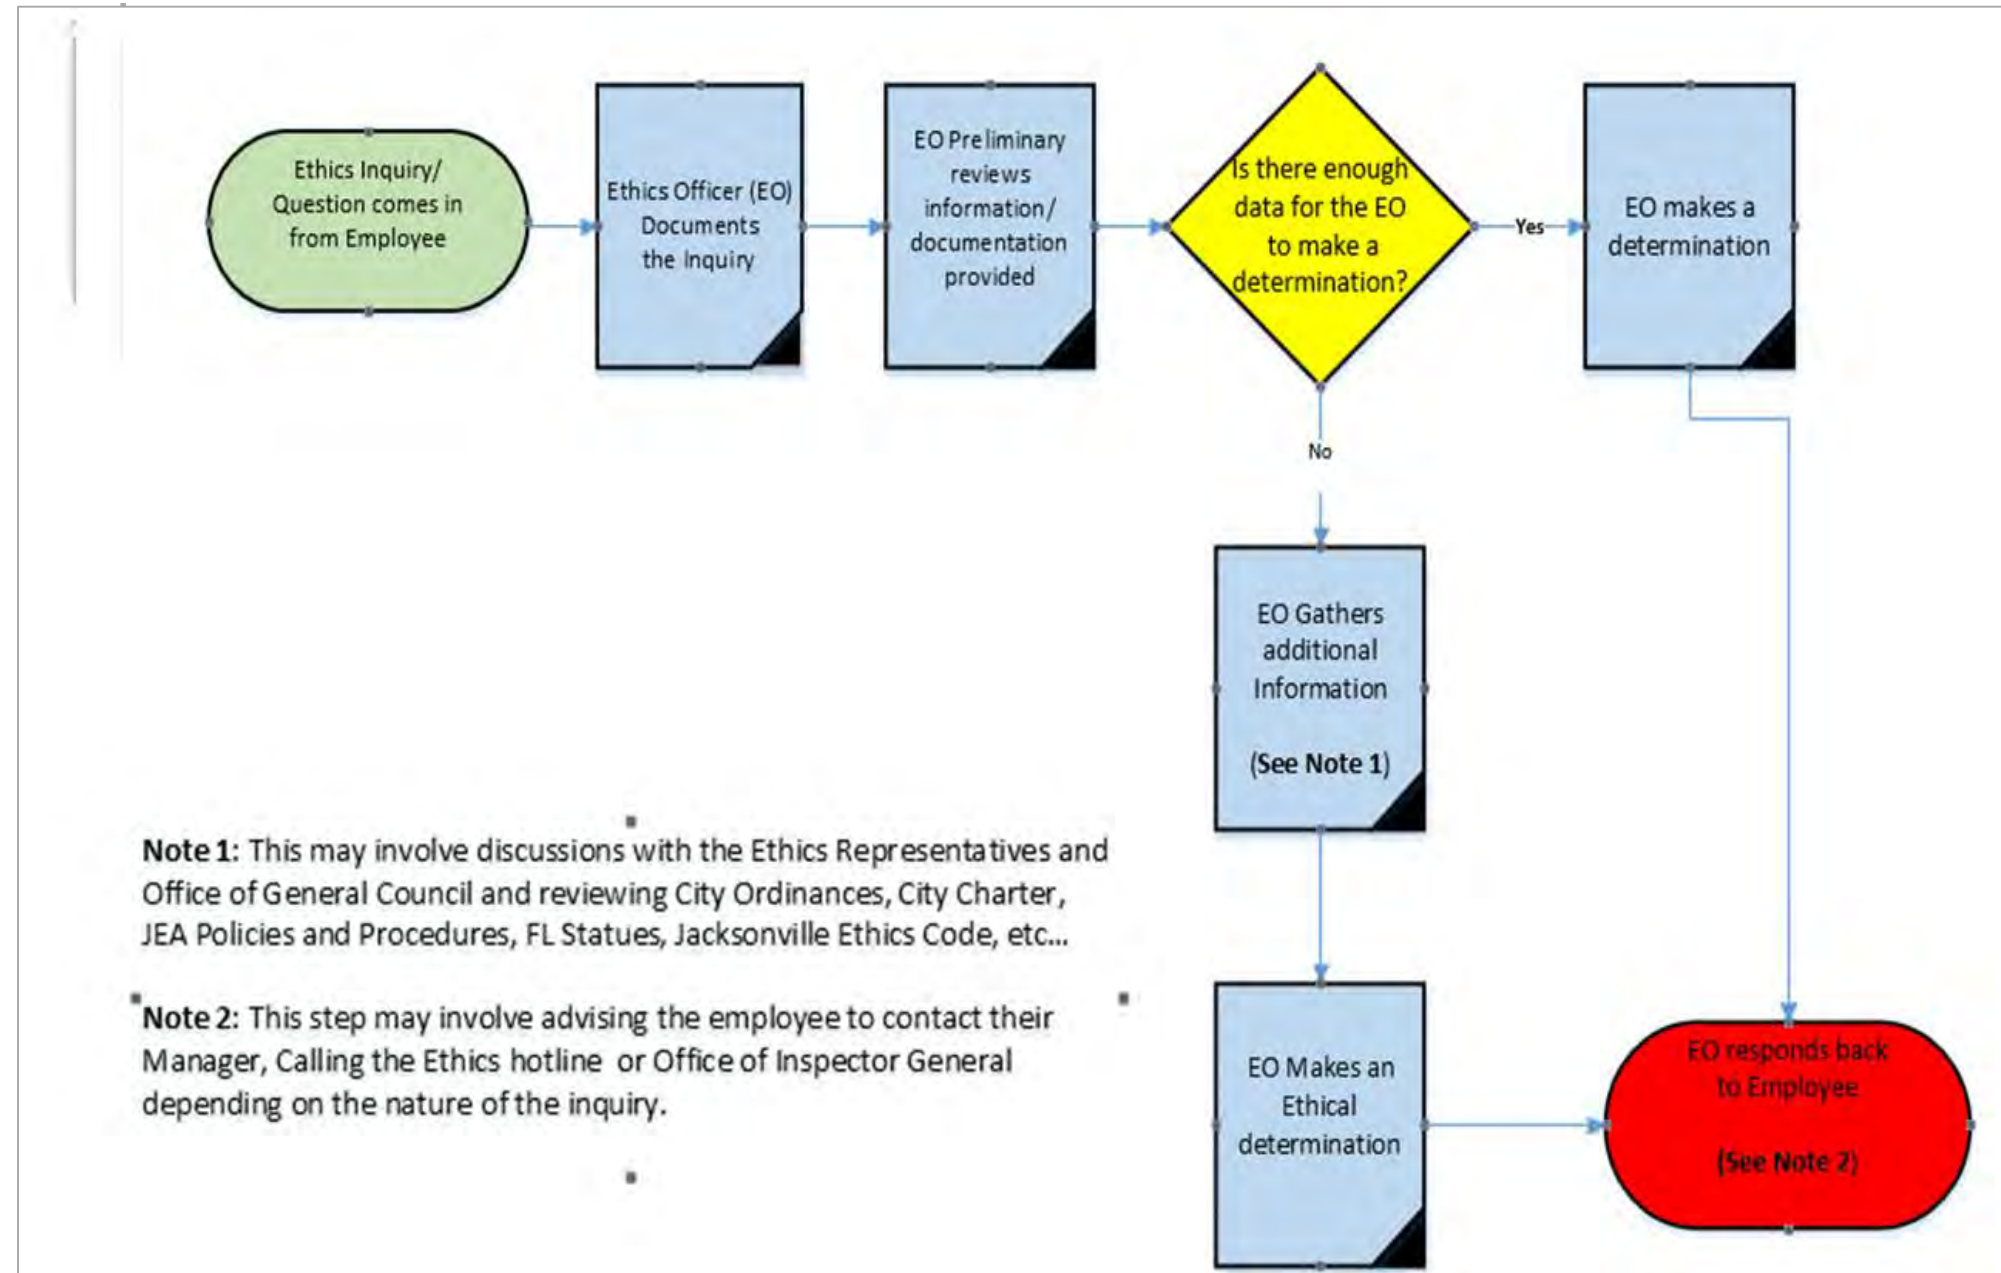 Ethics Inquiry/
Question comes in
from Employee
Ethics Officer (EO)
Documents
the Inquiry
EO Preliminary
reviews
information/
documentation
provided
Is there enough
data for the EO
to make a
determination?
Yes
EO makes a
determination
No
EO Gathers
additional
Information
(See Note 1)
Note 1: This may involve discussions with the Ethics Representatives and
Office of General Council and reviewing City Ordinances, City Charter,
JEA Policies and Procedures, FL Statues, Jacksonville Ethics Code, etc...
Note 2: This step may involve advising the employee to contact their
Manager, Calling the Ethics hotline or Office of Inspector General
depending on the nature of the inquiry.
EO Makes an
Ethical
determination
EO responds back
to Employee
(See Note 2)